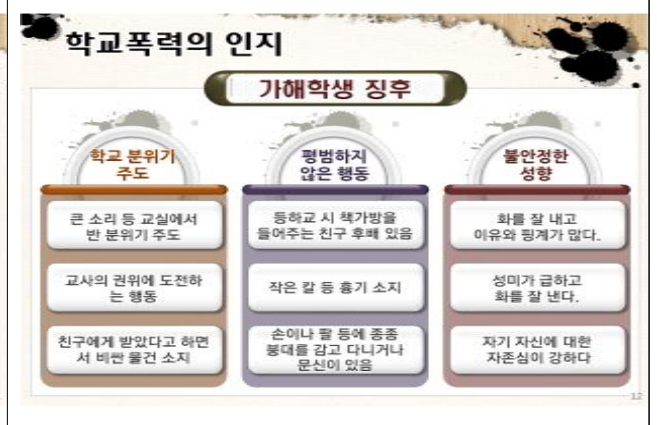 학교폭력의 인지
가해학생 징후
학교 분위기
주도
큰 소리 등 교실에서
반 분위기 주도
교사의 권위에 도전하
는 행동
친구에게 받았다고 하면
서 비싼 물건 소지
평범하지
않은 행동
등하교 시 책가방을
들어주는 친구 후배 있음
작은 칼 등 흉기 소지
손이나 팔 등에 종종
붕대를 감고 다니거나
문신이 있음
불안정한
성향
화를 잘 내고
이유와 핑계가 많다.
성미가 급하고
화를 잘 낸다.
자기 자신에 대한
자존심이 강하다
12